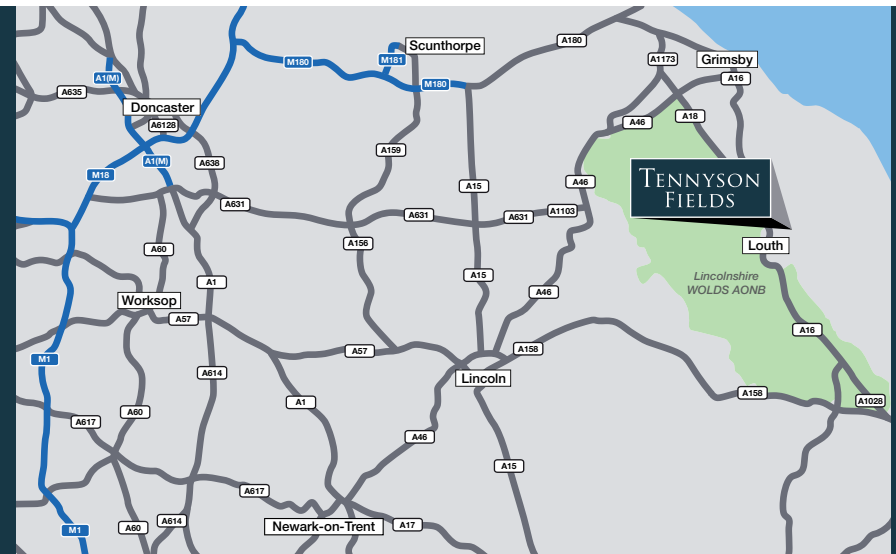 Scunthorpe
A180
M180
M181
A1173
Grimsby
A1(M)
M180
A16
A635
Doncaster
A18
A6128
A46
A159
A1(M)
A638
M18
TENNYSON
FIELDS
A15
A46
A631
A631
A631
A1103
A60
A156
Louth
A15
Lincolnshire
WOLDS AONB
A1
A46
Worksop
A57
A16
A57
A158
M1
A614
Lincoln
A158
A1
A1028
A60
A617
A46
A15
A617
A614
Newark-on-Trent
A17
A60
M1